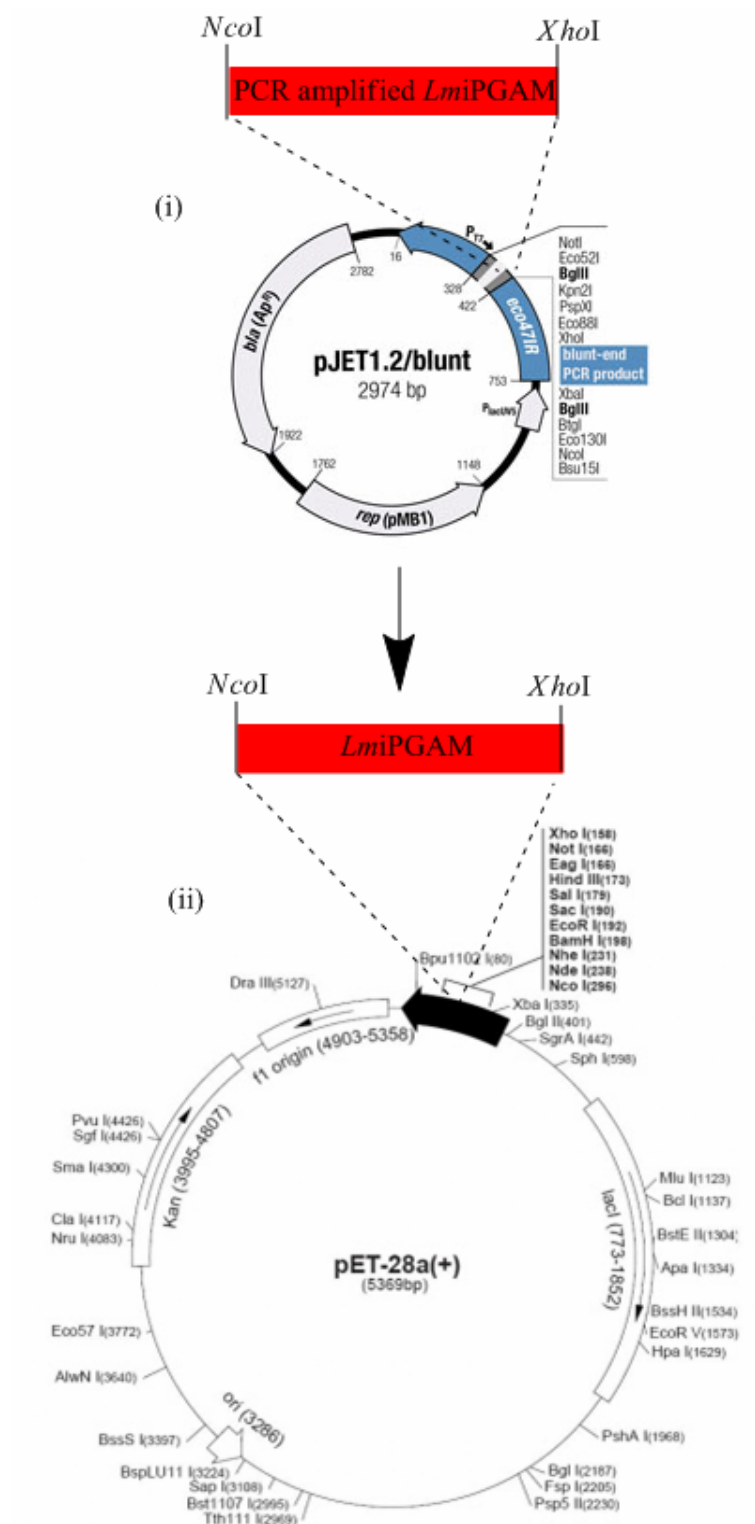 NcoI XhoI
PCR amplified LmiPGAM
(i)
PT7
NotI
Eco52I
BglII
Kpn2I
PspXI
Eco88I
XhoI
blunt-end
PCR product
XbaI
BglII
BtgI
Eco130I
NcoI
Bsu15I
16
2782
328
422
eco47IR
bla (ApR)
pJET1.2/blunt
2974 bp
753
PlacUV5
1922
1762
1148
rep (pMB1)
NcoI XhoI
LmiPGAM
(ii)
Xho I(158)
Not I(166)
Eag I(166)
Hind III(173)
Sal I(179)
Sac I(190)
EcoR I(192)
BamH I(198)
Nhe I(231)
Nde I(238)
Nco I(296)
Bpu1102 I(80)
Dra III(5127)
Xba I(335)
Bgl II(401)
SgrA I(442)
Sph I(598)
f1 origin (4903-5358)
Kan (3995-4807)
Pvu I(4426)
Sgf I(4426)
Sma I(4300)
Cla I(4117)
Nru I(4083)
lacI (773-1852)
Mlu I(1123)
Bcl I(1137)
BstE II(1304)
Apa I(1334)
BssH II(1534)
EcoR V(1573)
Hpa I(1629)
pET-28a(+)
(5369bp)
Eco57 I(3772)
AlwN I(3640)
ori (3286)
BssS I(3397)
BspLU11 I(3224)
Sap I(3108)
Bst1107 I(2995)
Tth111 I(2969)
PshA I(1968)
Bgl I(2187)
Fsp I(2205)
Psp5 II(2230)